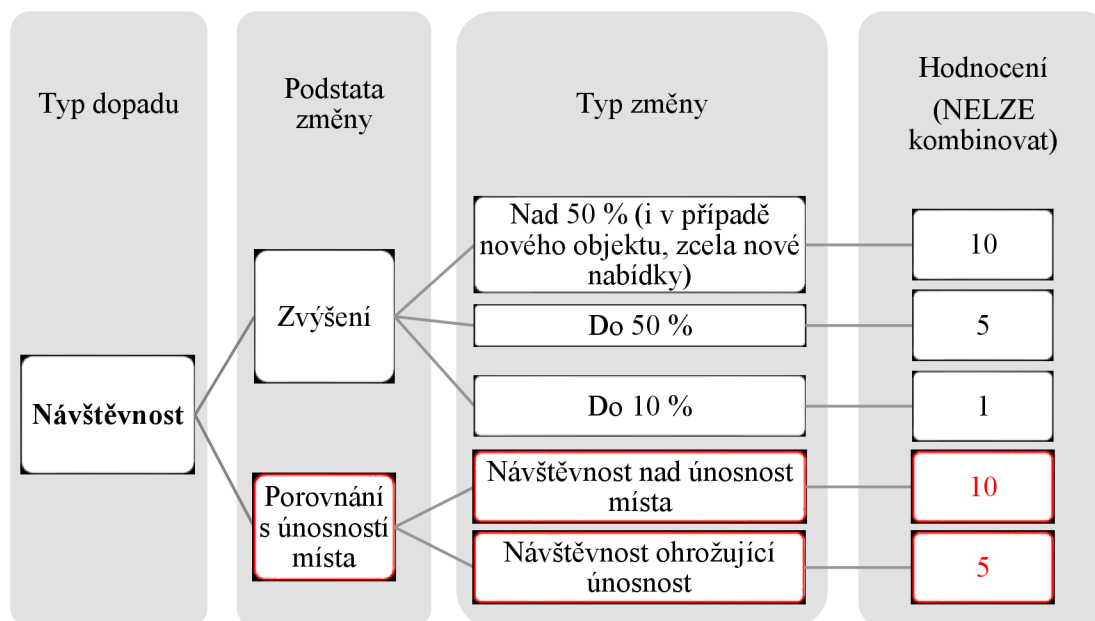 Typ dopadu
Podstata
změny
Typ změny
Hodnocení
(NELZE
kombinovat)
Návštěvnost
Zvýšení
Nad 50 % (i v případě
nového objektu, zcela nové
nabídky)
10
Do 50 %
5
Do 10 %
1
Porovnání
s únosností
místa
Návštěvnost nad únosnost
místa
10
Návštěvnost ohrožující
únosnost
5